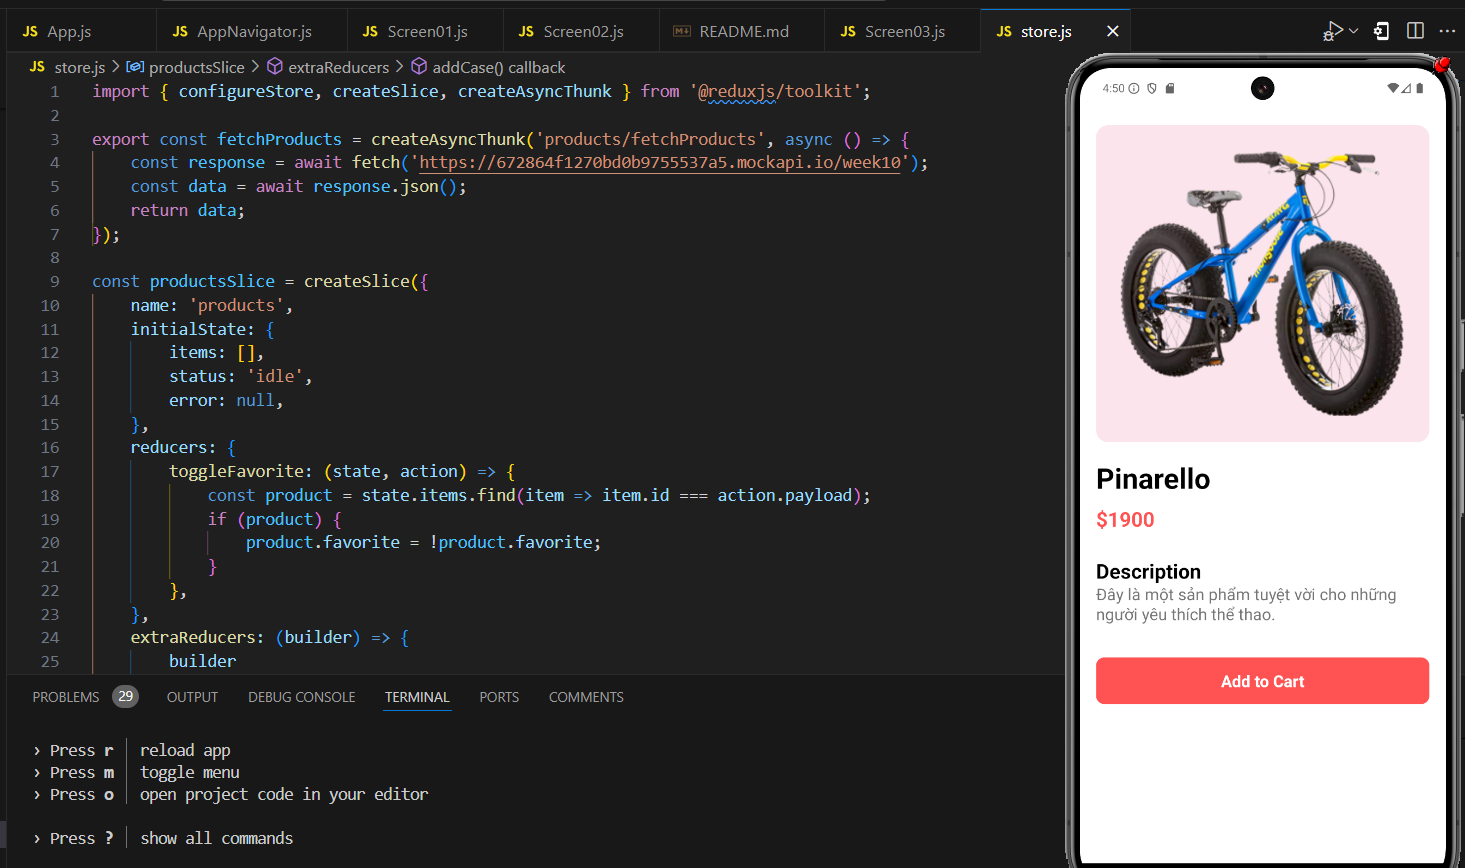 JS App.js JS AppNavigator.js JS Screen01.js JS Screen02.js README.md JS Screen03.js JS store.js
JS store.js > productsSlice > extraReducers > addCase() callback
1 import { configureStore, createSlice, createAsyncThunk } from '@reduxjs/toolkit';
2
3 export const fetchProducts = createAsyncThunk('products/fetchProducts', async () => {
4 const response = await fetch('https://672864f1270bd0b9755537a5.mockapi.io/week10');
5 const data = await response.json();
6 return data;
7 });
8
9 const productsSlice = createSlice({
10 name: 'products',
11 initialState: {
12 items: [],
13 status: 'idle',
14 error: null,
15 },
16 reducers: {
17 toggleFavorite: (state, action) => {
18 const product = state.items.find(item => item.id === action.payload);
19 if (product) {
20 product.favorite = !product.favorite;
21 }
22 },
23 },
24 extraReducers: (builder) => {
25 builder
PROBLEMS 29 OUTPUT DEBUG CONSOLE TERMINAL PORTS COMMENTS
› Press r │ reload app
› Press m │ toggle menu
› Press o │ open project code in your editor
› Press ? │ show all commands
4:50
Pinarello
$1900
Description
Đây là một sản phẩm tuyệt vời cho những
người yêu thích thể thao.
Add to Cart